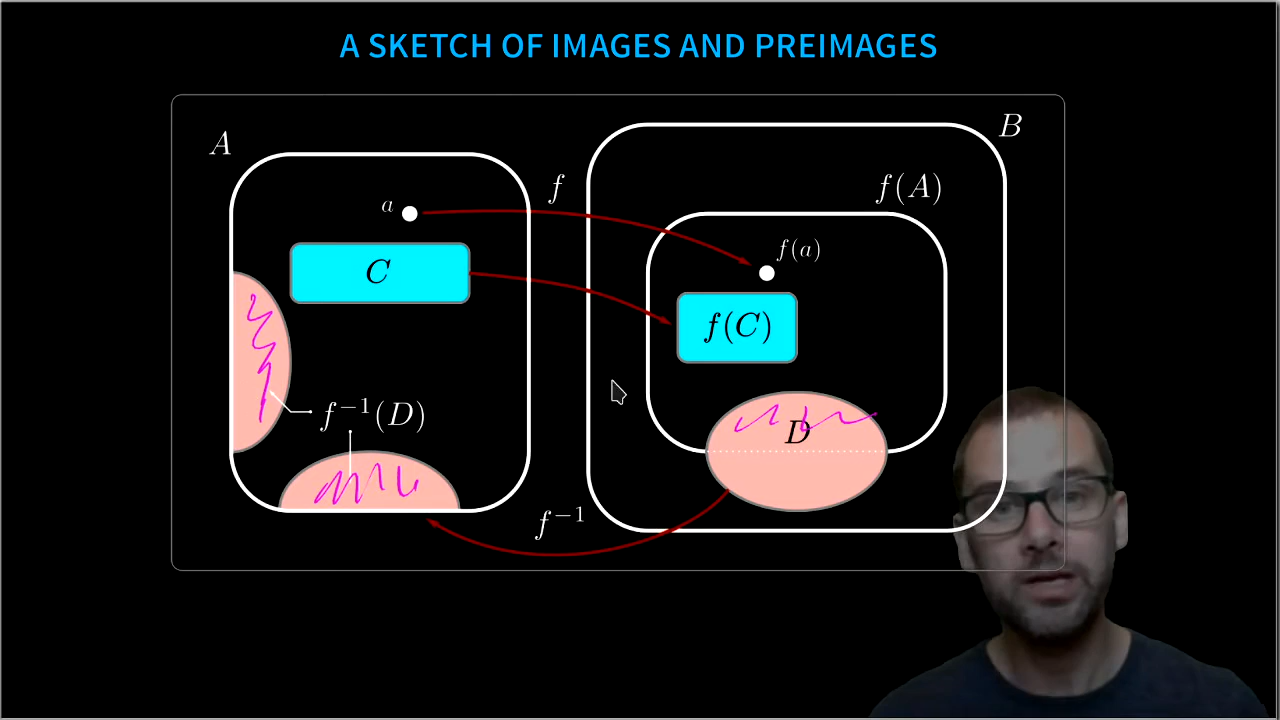 A SKETCH OF IMAGES AND PREIMAGES
A
B
f
f(A)
a
f(a)
C
f(C)
f⁻¹(D)
D
f⁻¹